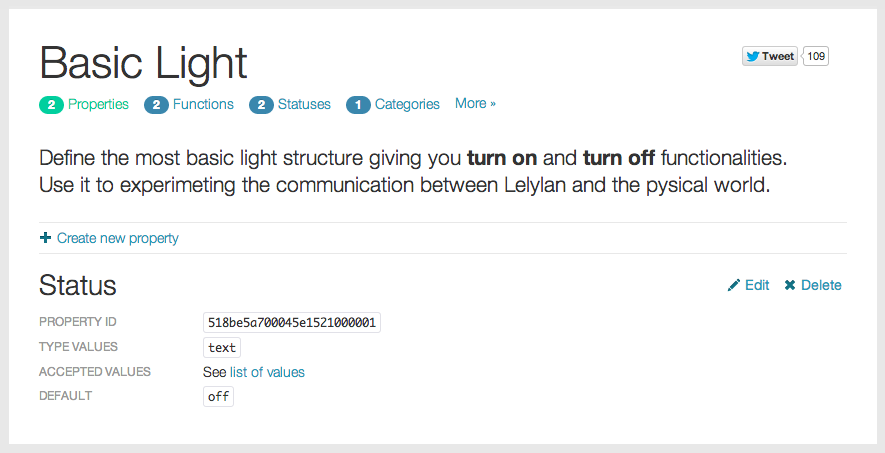 Basic Light
Tweet 109
2 Properties 2 Functions 2 Statuses 1 Categories More »
Define the most basic light structure giving you turn on and turn off functionalities.
Use it to experimeting the communication between Lelylan and the pysical world.
Create new property
Status
Edit Delete
PROPERTY ID 518be5a700045e1521000001
TYPE VALUES text
ACCEPTED VALUES See list of values
DEFAULT off